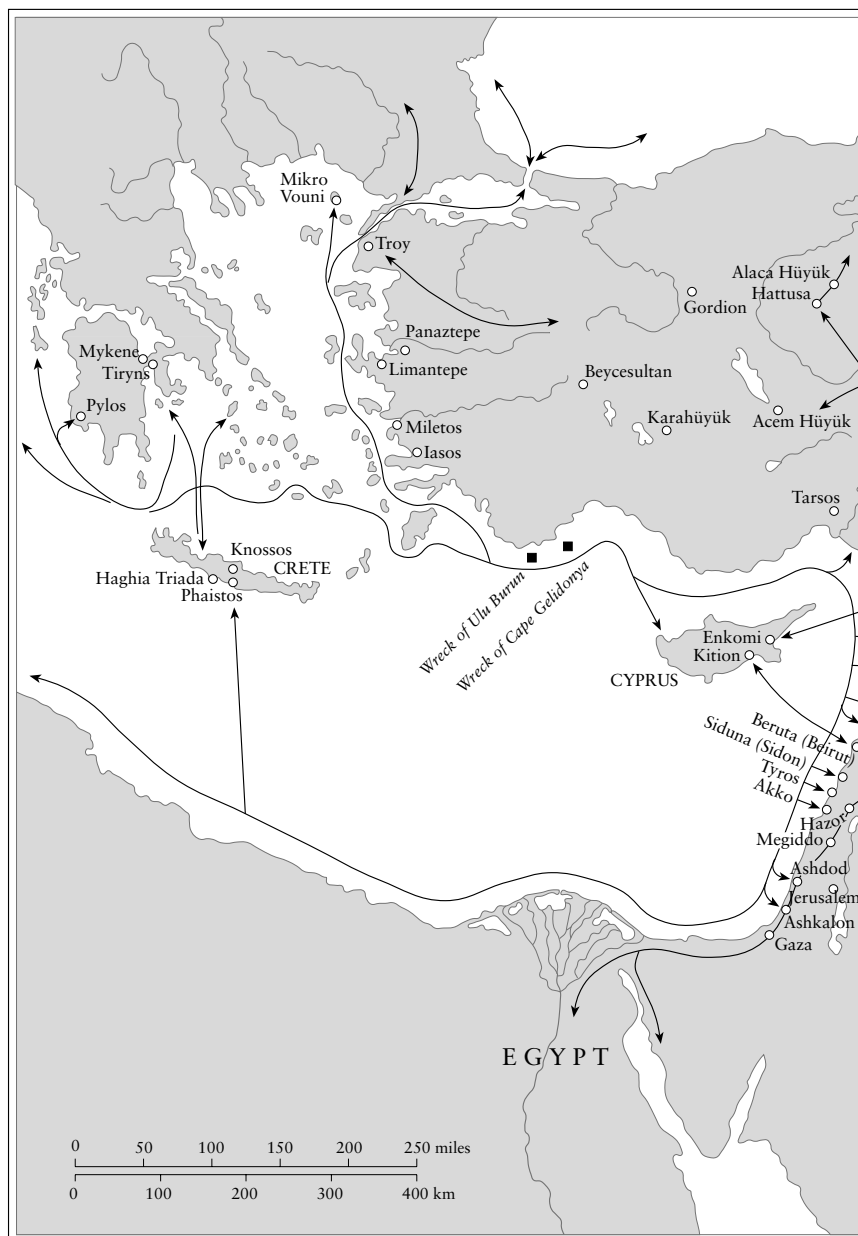 Mikro
Vouni
Troy
Alaca Hüyük
Hattusa
Gordion
Panaztepe
Mykene
Limantepe
Tiryns
Beycesultan
Pylos
Miletos
Karahüyük
Acem Hüyük
Iasos
Tarsos
Knossos
CRETE
Haghia Triada
Phaistos
Wreck of Ulu Burun
Wreck of Cape Gelidonya
Enkomi
Kition
CYPRUS
Beruta (Beirut)
Siduna (Sidon)
Tyros
Akko
Hazor
Megiddo
Ashdod
Jerusalem
Ashkalon
Gaza
EGYPT
0 50 100 150 200 250 miles
0 100 200 300 400 km